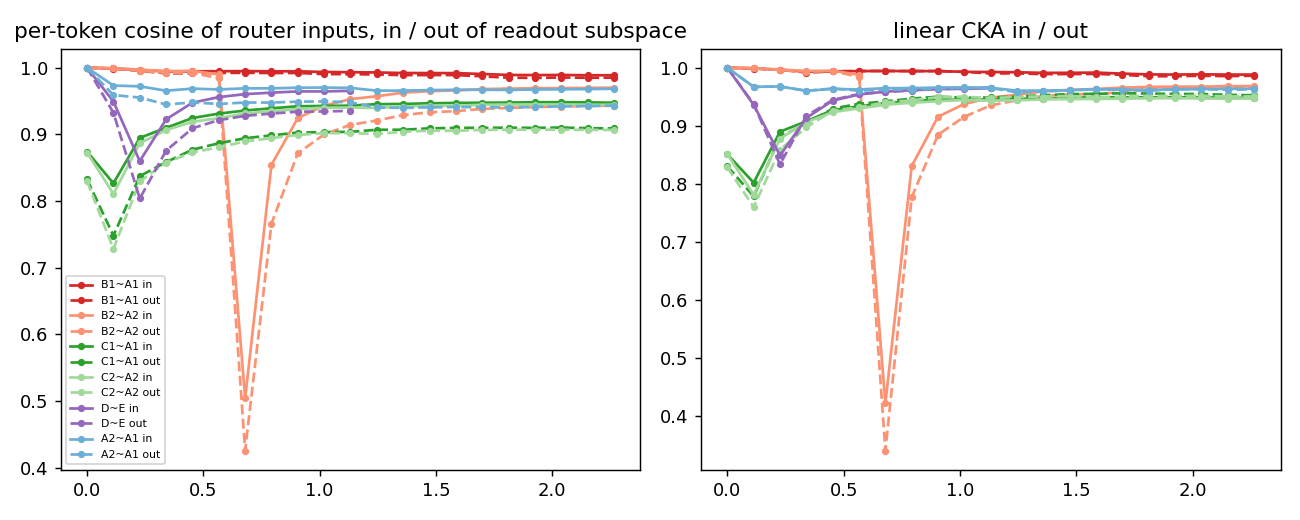 per-token cosine of router inputs, in / out of readout subspace
1.0
0.9
0.8
0.7
0.6
0.5
0.4
B1~A1 in
B1~A1 out
B2~A2 in
B2~A2 out
C1~A1 in
C1~A1 out
C2~A2 in
C2~A2 out
D~E in
D~E out
A2~A1 in
A2~A1 out
0.0 0.5 1.0 1.5 2.0
linear CKA in / out
1.0
0.9
0.8
0.7
0.6
0.5
0.4
0.0 0.5 1.0 1.5 2.0